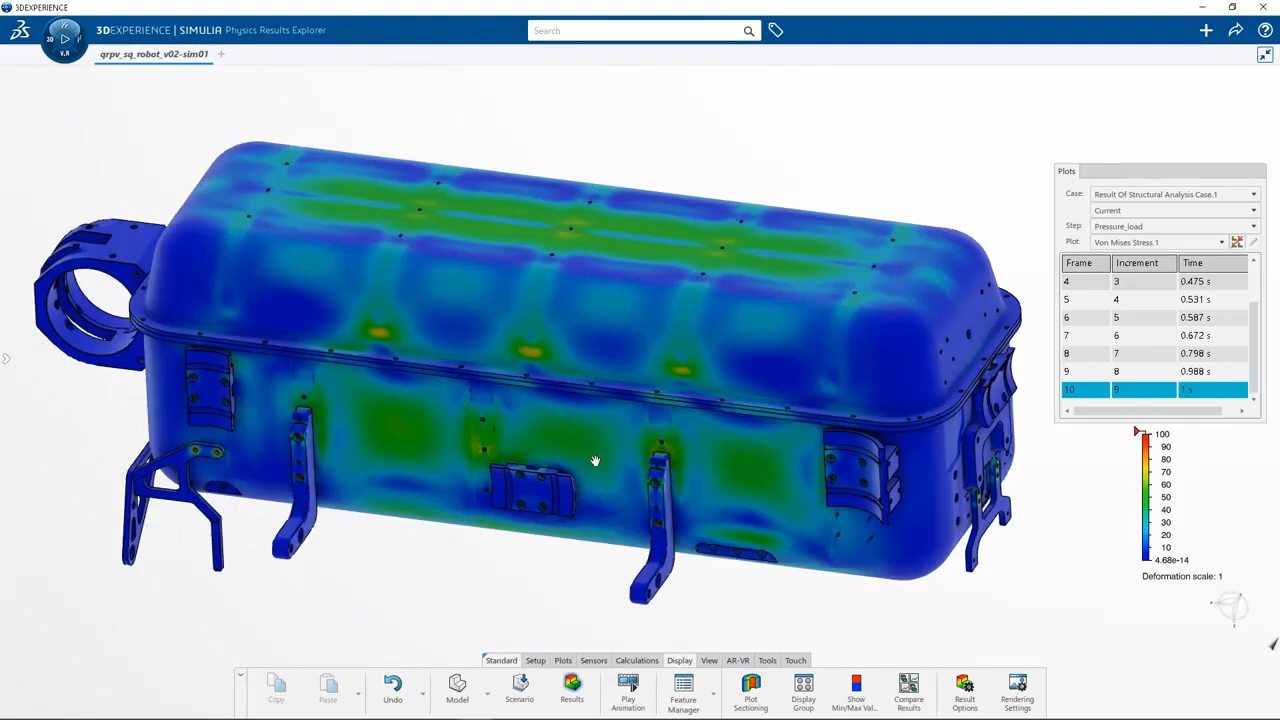 3DEXPERIENCE
3DEXPERIENCE | SIMULIA Physics Results Explorer
Search
3D
V.R
qrpv_sq_robot_v02-sim01
Plots
Case: Result Of Structural Analysis Case.1
Current
Step: Pressure_load
Plot: Von Mises Stress.1
Frame Increment Time
4 3 0.475 s
5 4 0.531 s
6 5 0.587 s
7 6 0.672 s
8 7 0.798 s
9 8 0.988 s
10 9 1 s
100
90
80
70
60
50
40
30
20
10
4.68e-14
Deformation scale: 1
Standard Setup Plots Sensors Calculations Display View AR-VR Tools Touch
Copy
Paste
Undo
Model
Scenario
Results
Play Animation
Feature Manager
Plot Sectioning
Display Group
Show Min/Max Val...
Compare Results
Result Options
Rendering Settings